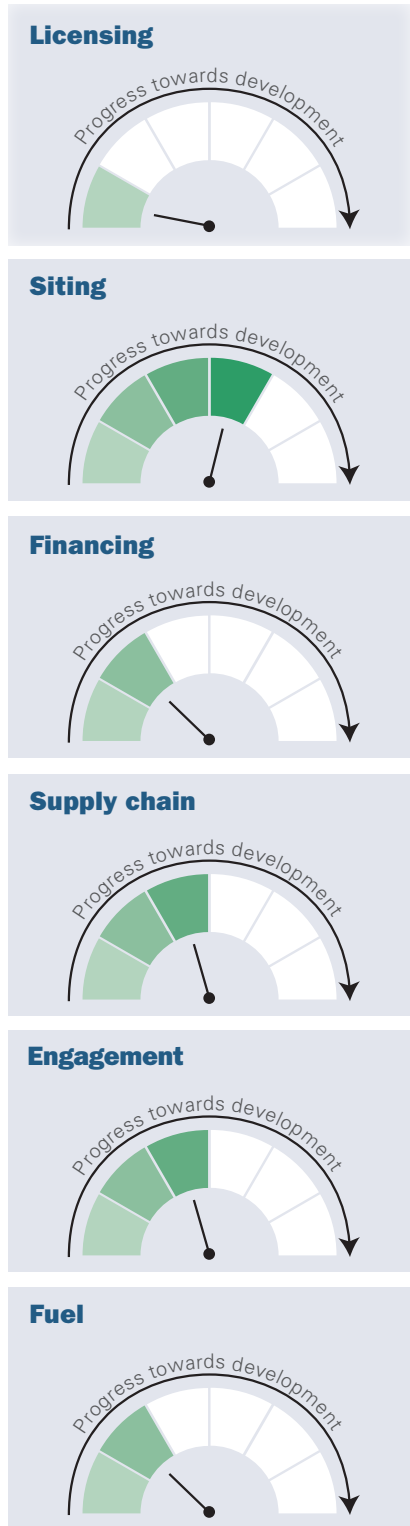 Licensing
Progress towards development
Siting
Progress towards development
Financing
Progress towards development
Supply chain
Progress towards development
Engagement
Progress towards development
Fuel
Progress towards development